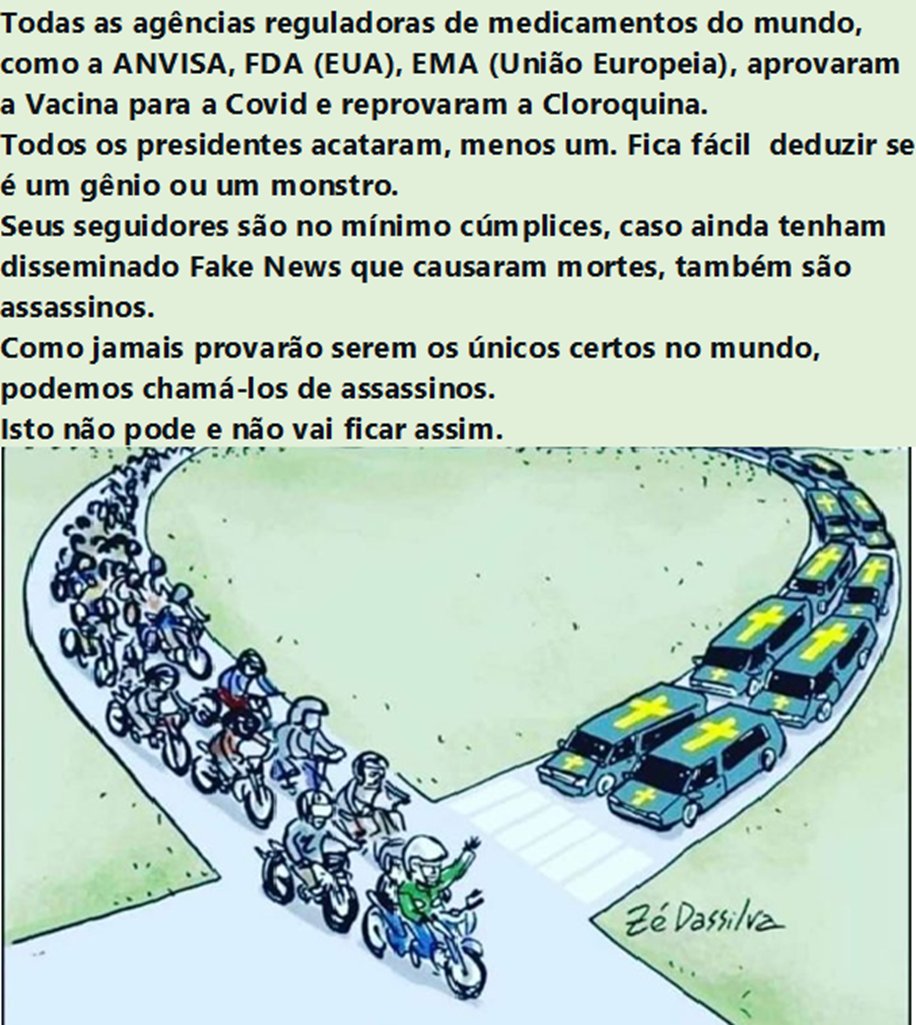 Todas as agências reguladoras de medicamentos do mundo,
como a ANVISA, FDA (EUA), EMA (União Europeia), aprovaram
a Vacina para a Covid e reprovaram a Cloroquina.
Todos os presidentes acataram, menos um. Fica fácil  deduzir se
é um gênio ou um monstro.
Seus seguidores são no mínimo cúmplices, caso ainda tenham
disseminado Fake News que causaram mortes, também são
assassinos.
Como jamais provarão serem os únicos certos no mundo,
podemos chamá-los de assassinos.
Isto não pode e não vai ficar assim.
Zé Dassilva